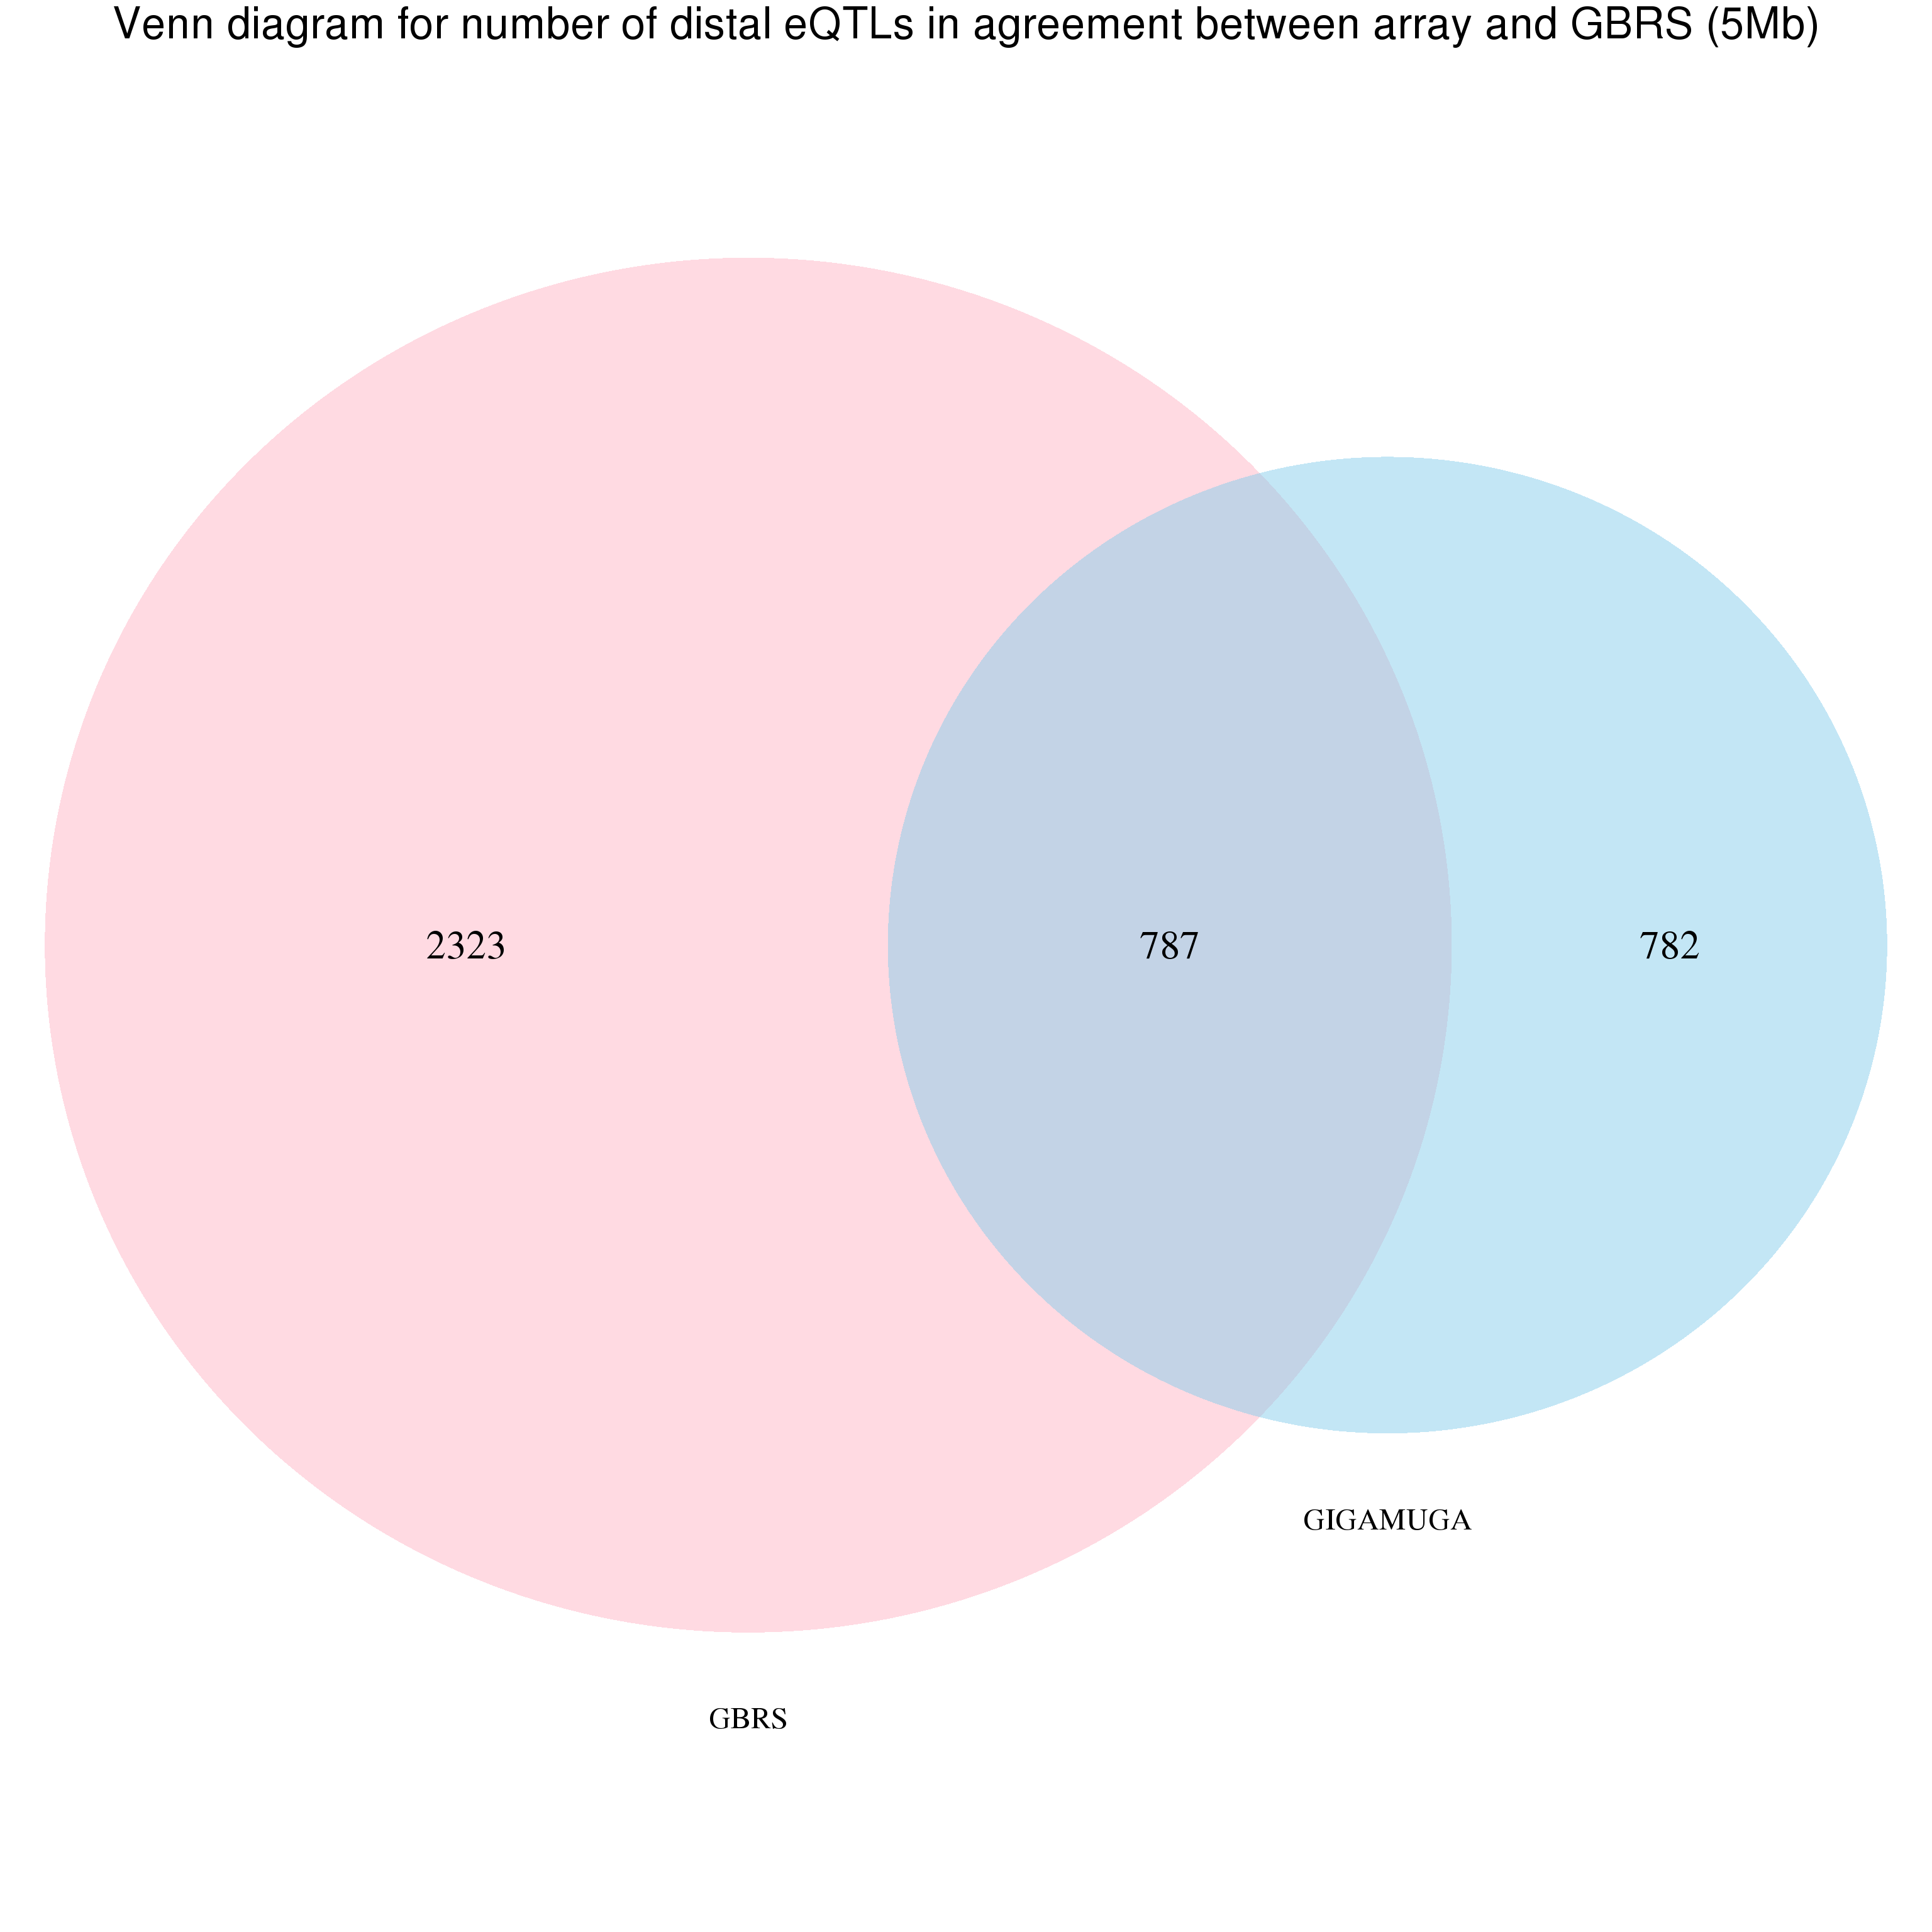 Venn diagram for number of distal eQTLs in agreement between array and GBRS (5Mb)
2323
787
782
GIGAMUGA
GBRS